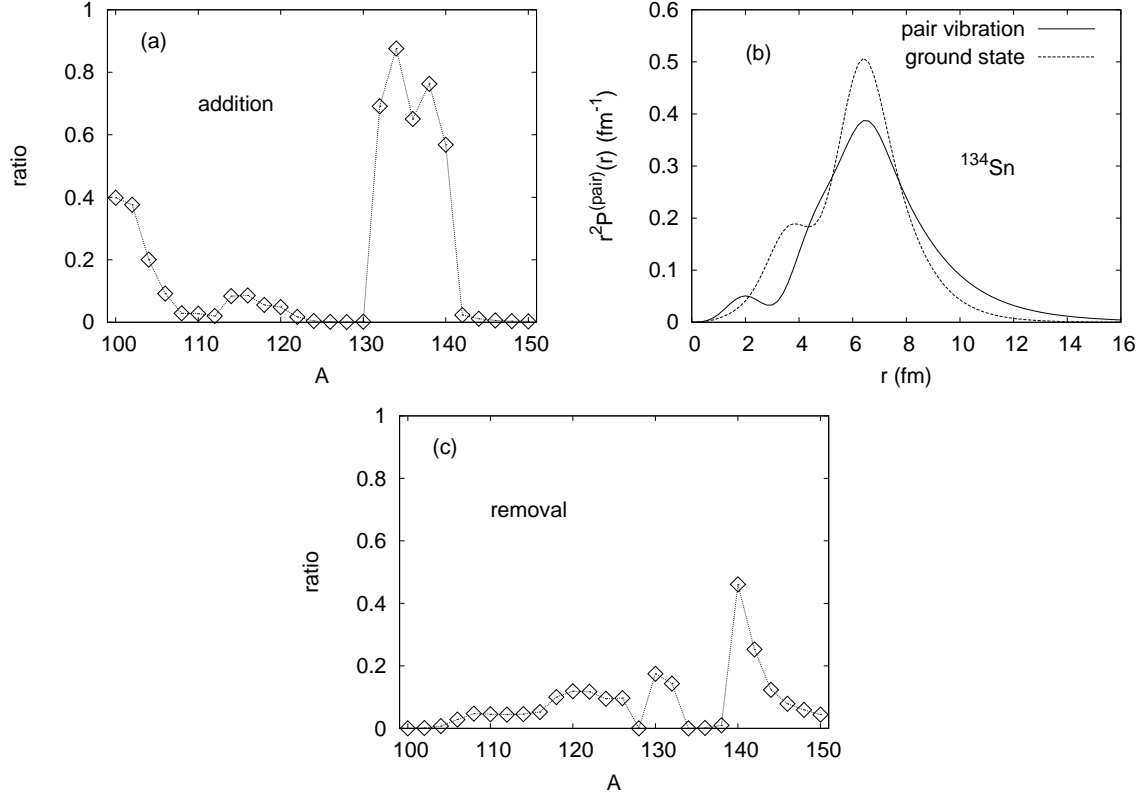 (a)
addition
ratio
1
0.8
0.6
0.4
0.2
0
100 110 120 130 140 150
A
(b)
pair vibration
ground state
¹³⁴Sn
r²P⁽ᵖᵃⁱʳ⁾(r) (fm⁻¹)
0.6
0.5
0.4
0.3
0.2
0.1
0
0 2 4 6 8 10 12 14 16
r (fm)
(c)
removal
ratio
1
0.8
0.6
0.4
0.2
0
100 110 120 130 140 150
A